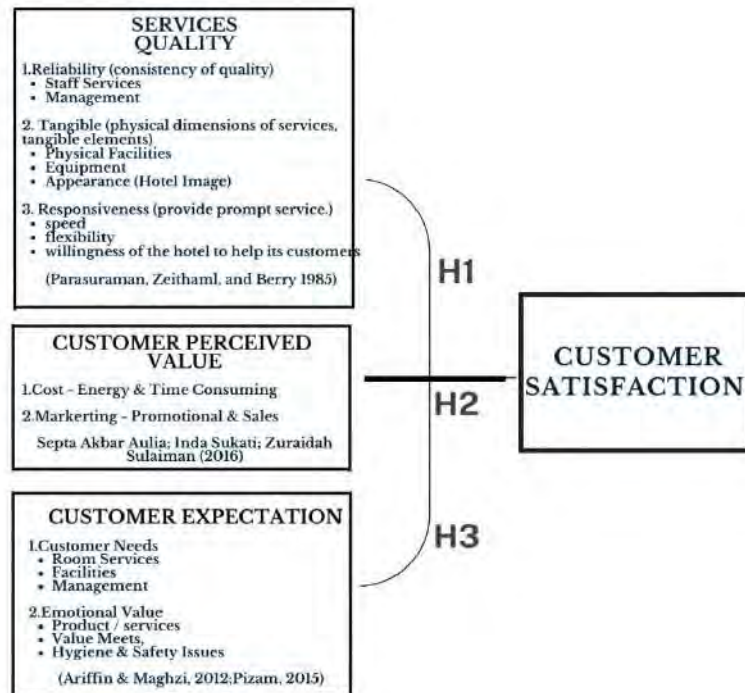 SERVICES
QUALITY
1.Reliability (consistency of quality)
• Staff Services
• Management
2. Tangible (physical dimensions of services,
tangible elements)
• Physical Facilities
• Equipment
• Appearance (Hotel Image)
3. Responsiveness (provide prompt service.)
• speed
• flexibility
• willingness of the hotel to help its customers
(Parasuraman, Zeithaml, and Berry 1985)
H1
CUSTOMER PERCEIVED
VALUE
1.Cost - Energy & Time Consuming
2.Markerting - Promotional & Sales
Septa Akbar Aulia; Inda Sukati; Zuraidah
Sulaiman (2016)
H2
CUSTOMER
SATISFACTION
CUSTOMER EXPECTATION
1.Customer Needs
• Room Services
• Facilities
• Management
2.Emotional Value
• Product / services
• Value Meets,
• Hygiene & Safety Issues
(Ariffin & Maghzi, 2012;Pizam, 2015)
H3